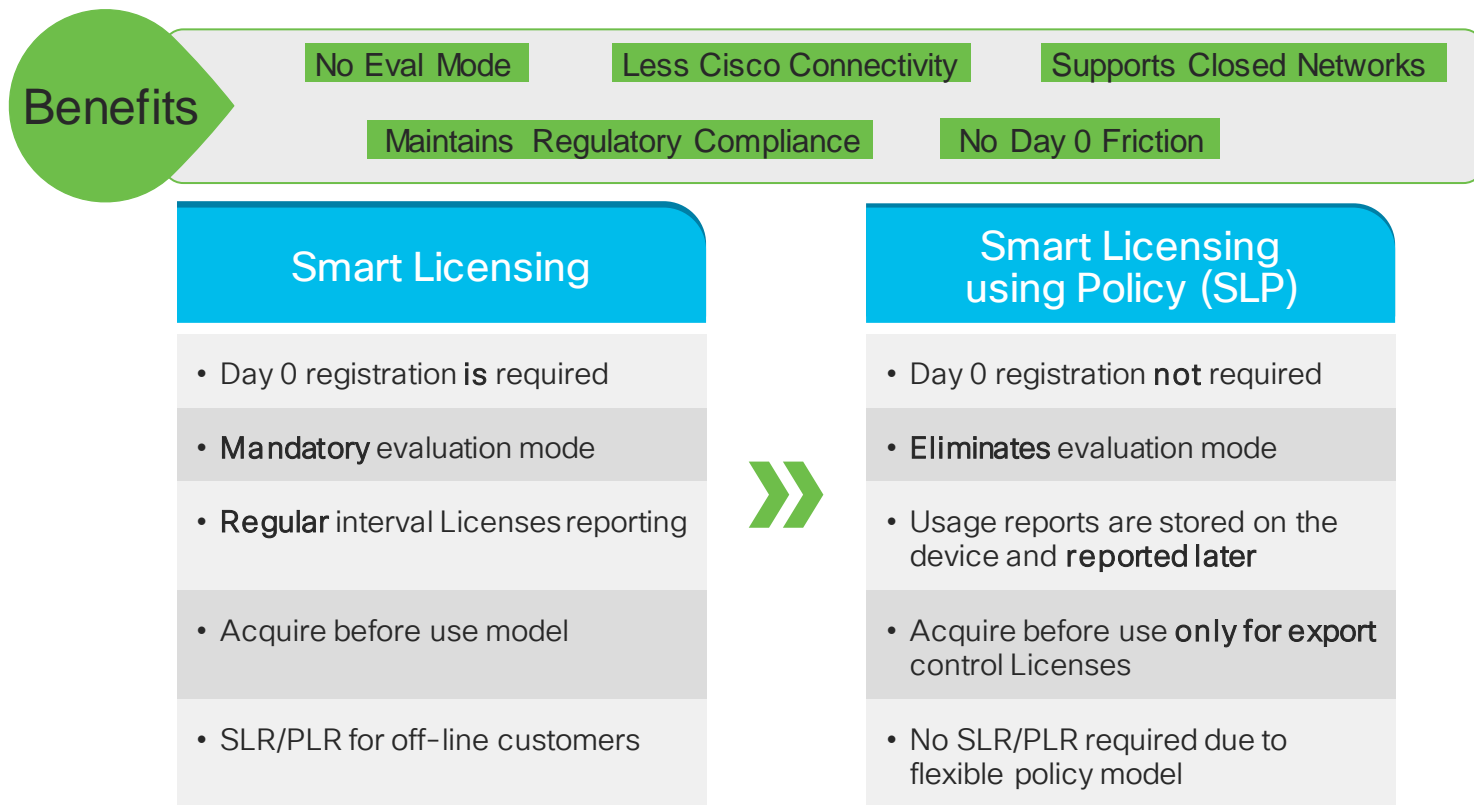 Benefits
No Eval Mode
Less Cisco Connectivity
Supports Closed Networks
Maintains Regulatory Compliance
No Day 0 Friction
Smart Licensing
• Day 0 registration is required
• Mandatory evaluation mode
• Regular interval Licenses reporting
• Acquire before use model
• SLR/PLR for off-line customers
Smart Licensing
using Policy (SLP)
• Day 0 registration not required
• Eliminates evaluation mode
• Usage reports are stored on the
device and reported later
• Acquire before use only for export
control Licenses
• No SLR/PLR required due to
flexible policy model